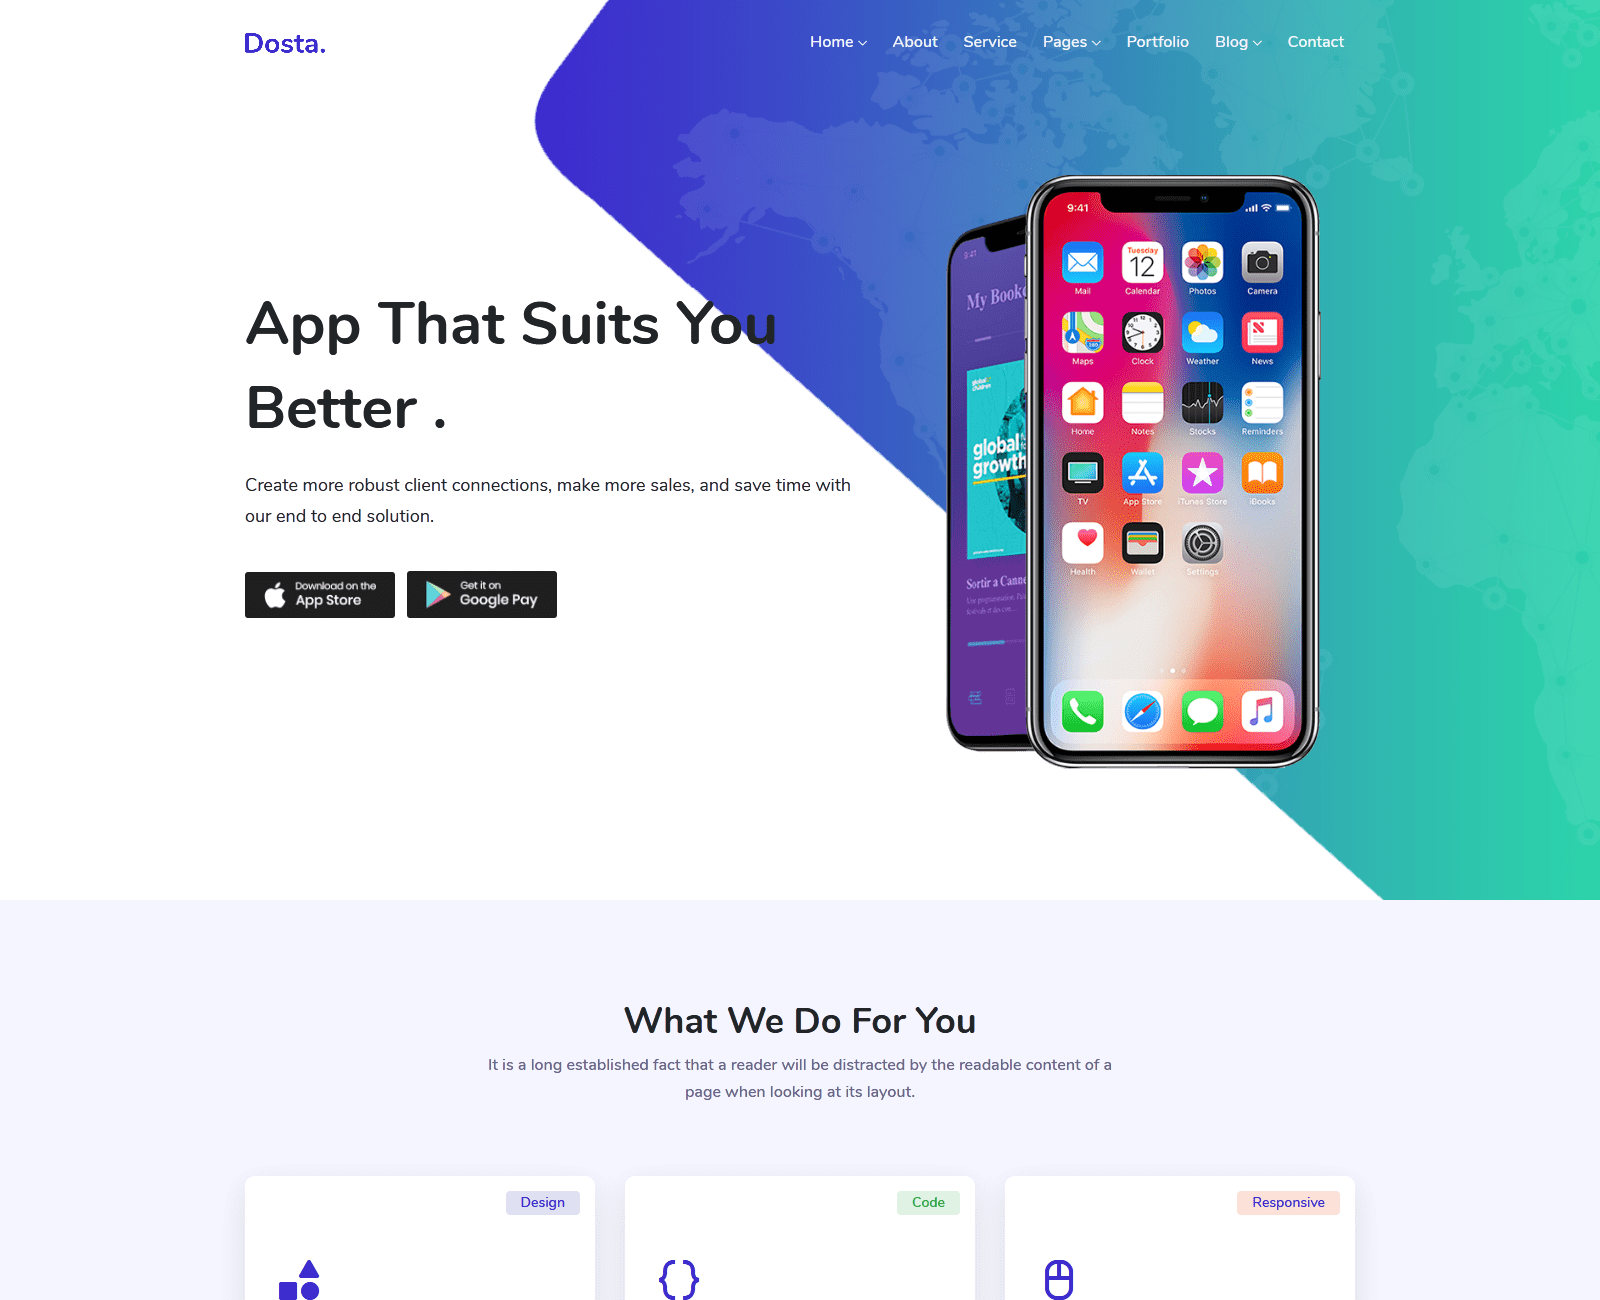 Dosta.
Home
About
Service
Pages
Portfolio
Blog
Contact
App That Suits You
Better .
Create more robust client connections, make more sales, and save time with
our end to end solution.
Download on the
App Store
Get it on
Google Pay
9:41
My Booke
global
growth
Sortir a Canne
9:41
Tuesday
12
Mail
Calendar
Photos
Camera
280
Maps
Clock
Weather
News
Home
Notes
Stocks
Reminders
TV
App Store
iTunes Store
iBooks
Health
Wallet
Settings
What We Do For You
It is a long established fact that a reader will be distracted by the readable content of a
page when looking at its layout.
Design
Code
Responsive